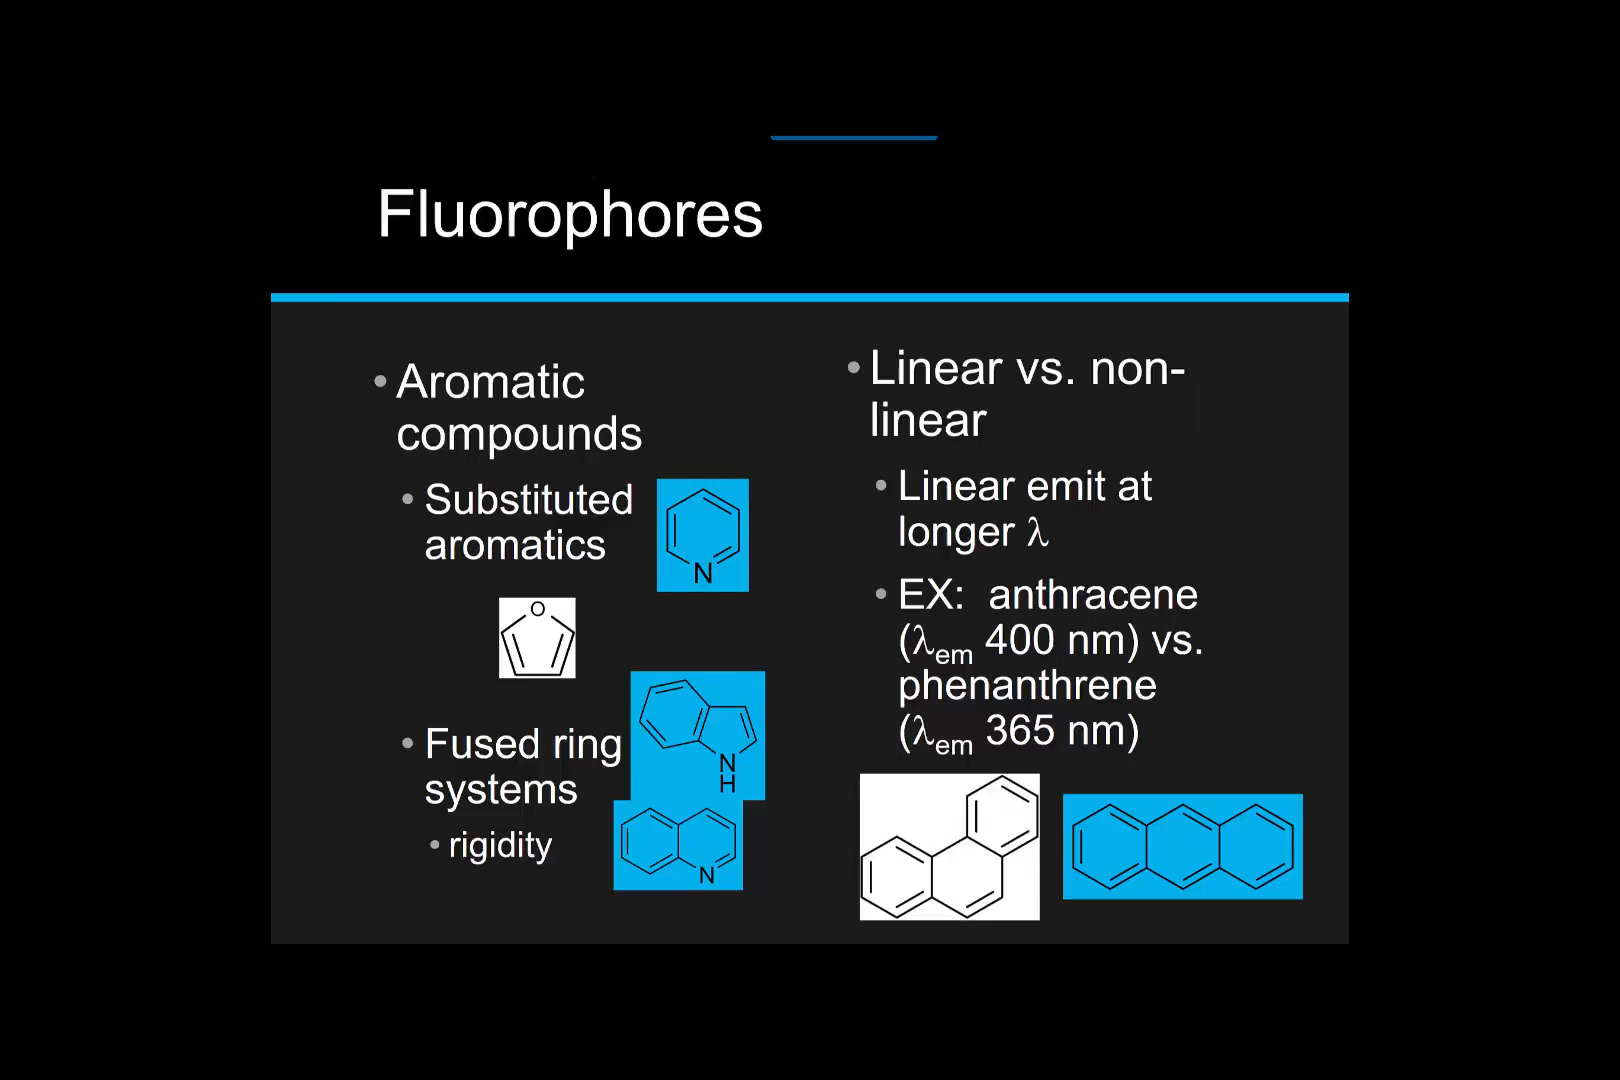 Fluorophores
• Aromatic
compounds
• Substituted
aromatics
N
O
• Fused ring
systems
N
H
• rigidity
N
• Linear vs. non-
linear
• Linear emit at
longer λ
• EX: anthracene
(λem 400 nm) vs.
phenanthrene
(λem 365 nm)